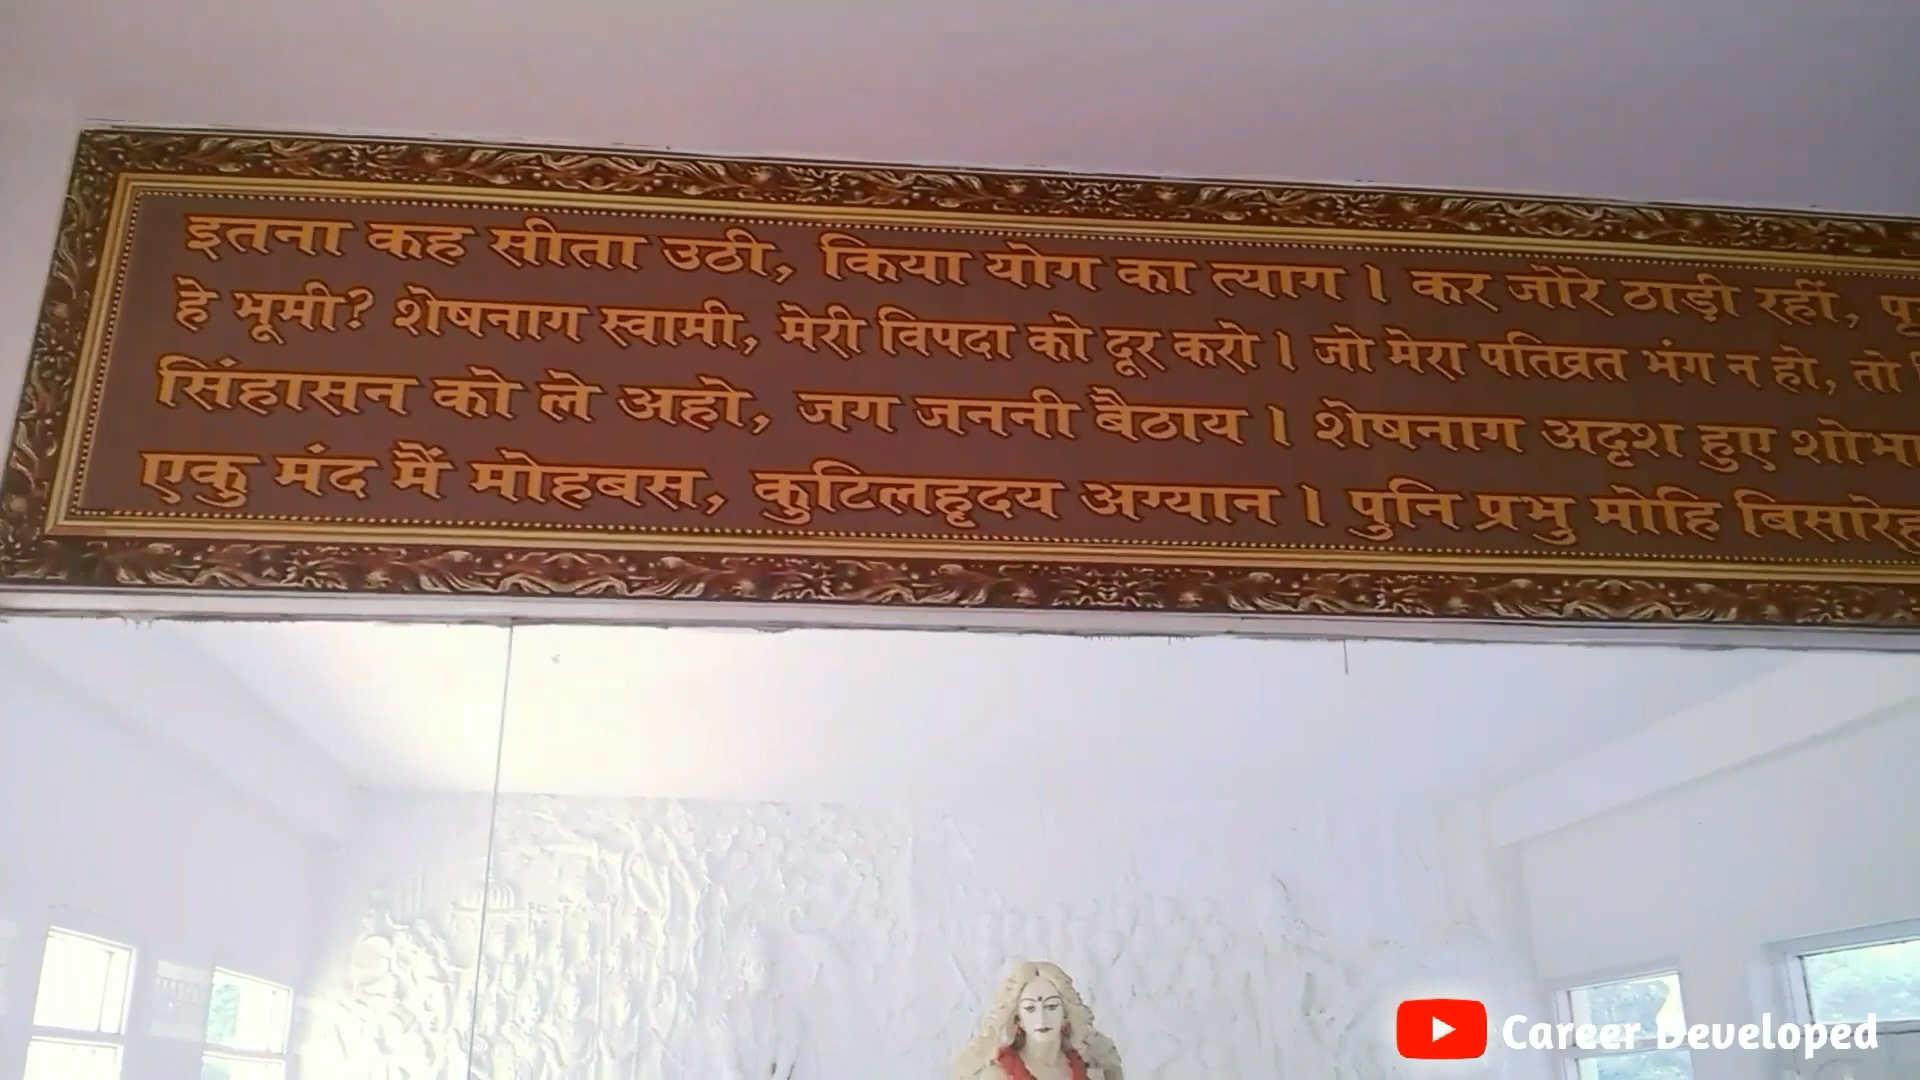 इतना कह सीता उठी, किया योग का त्याग । कर जोरे ठाड़ी रहीं,
हे भूमी? शेषनाग स्वामी, मेरी विपदा को दूर करो । जो मेरा पतिव्रत भंग न हो, तो
सिंहासन को ले अहो, जग जननी बैठाय । शेषनाग अदृश हुए
एकु मंद मैं मोहबस, कुटिलहृदय अग्यान । पुनि प्रभु मोहि
Career Developed